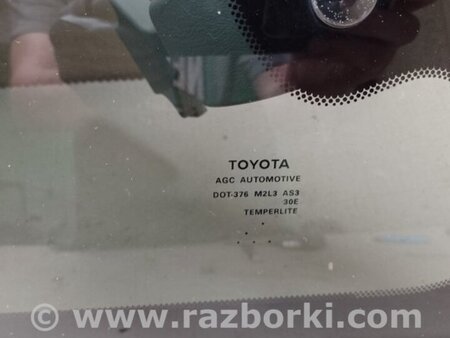 TOYOTA
AGC AUTOMOTIVE
DOT-376 M2L3 AS3
30E
TEMPERLITE
© www.razborki.com